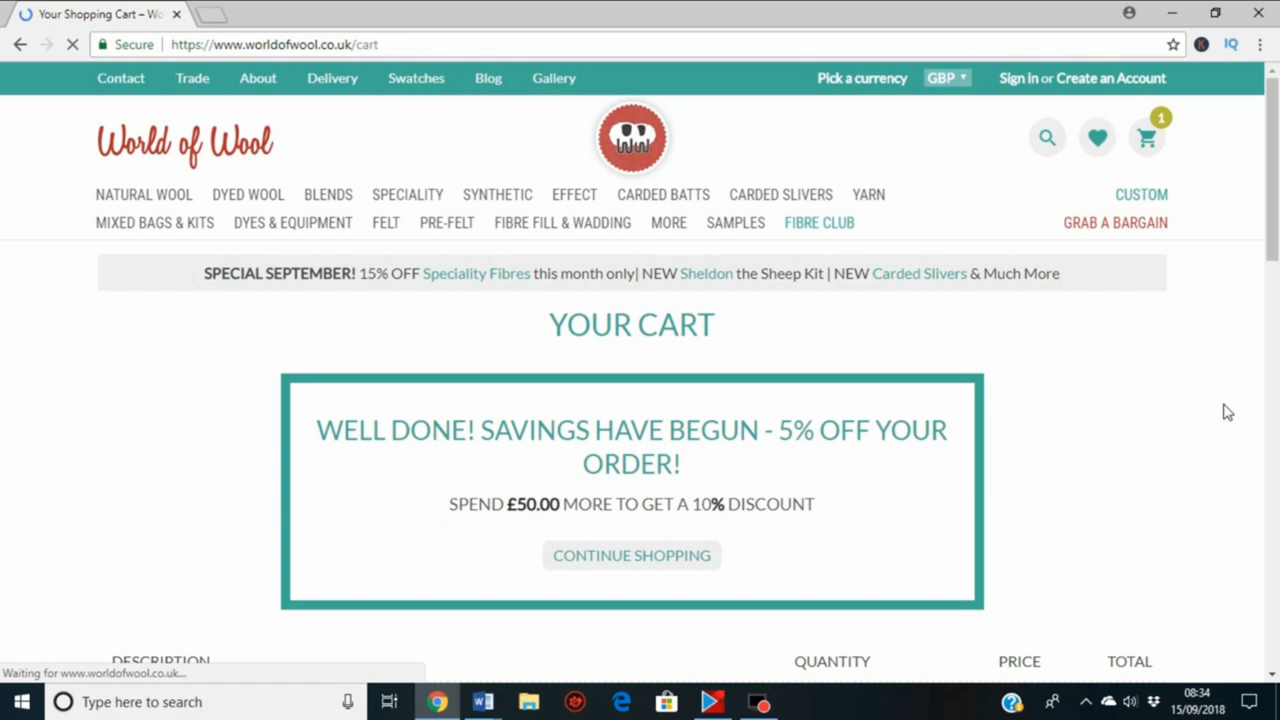 Your Shopping Cart – Wo
Secure
https://www.worldofwool.co.uk/cart
K
IQ
Contact Trade About Delivery Swatches Blog Gallery Pick a currency GBP Sign in or Create an Account
World of Wool
WW
1
NATURAL WOOL DYED WOOL BLENDS SPECIALITY SYNTHETIC EFFECT CARDED BATTS CARDED SLIVERS YARN CUSTOM
MIXED BAGS & KITS DYES & EQUIPMENT FELT PRE-FELT FIBRE FILL & WADDING MORE SAMPLES FIBRE CLUB GRAB A BARGAIN
SPECIAL SEPTEMBER! 15% OFF Speciality Fibres this month only| NEW Sheldon the Sheep Kit | NEW Carded Slivers & Much More
YOUR CART
WELL DONE! SAVINGS HAVE BEGUN - 5% OFF YOUR
ORDER!
SPEND £50.00 MORE TO GET A 10% DISCOUNT
CONTINUE SHOPPING
DESCRIPTION QUANTITY PRICE TOTAL
Waiting for www.worldofwool.co.uk...
Type here to search
08:34
15/09/2018